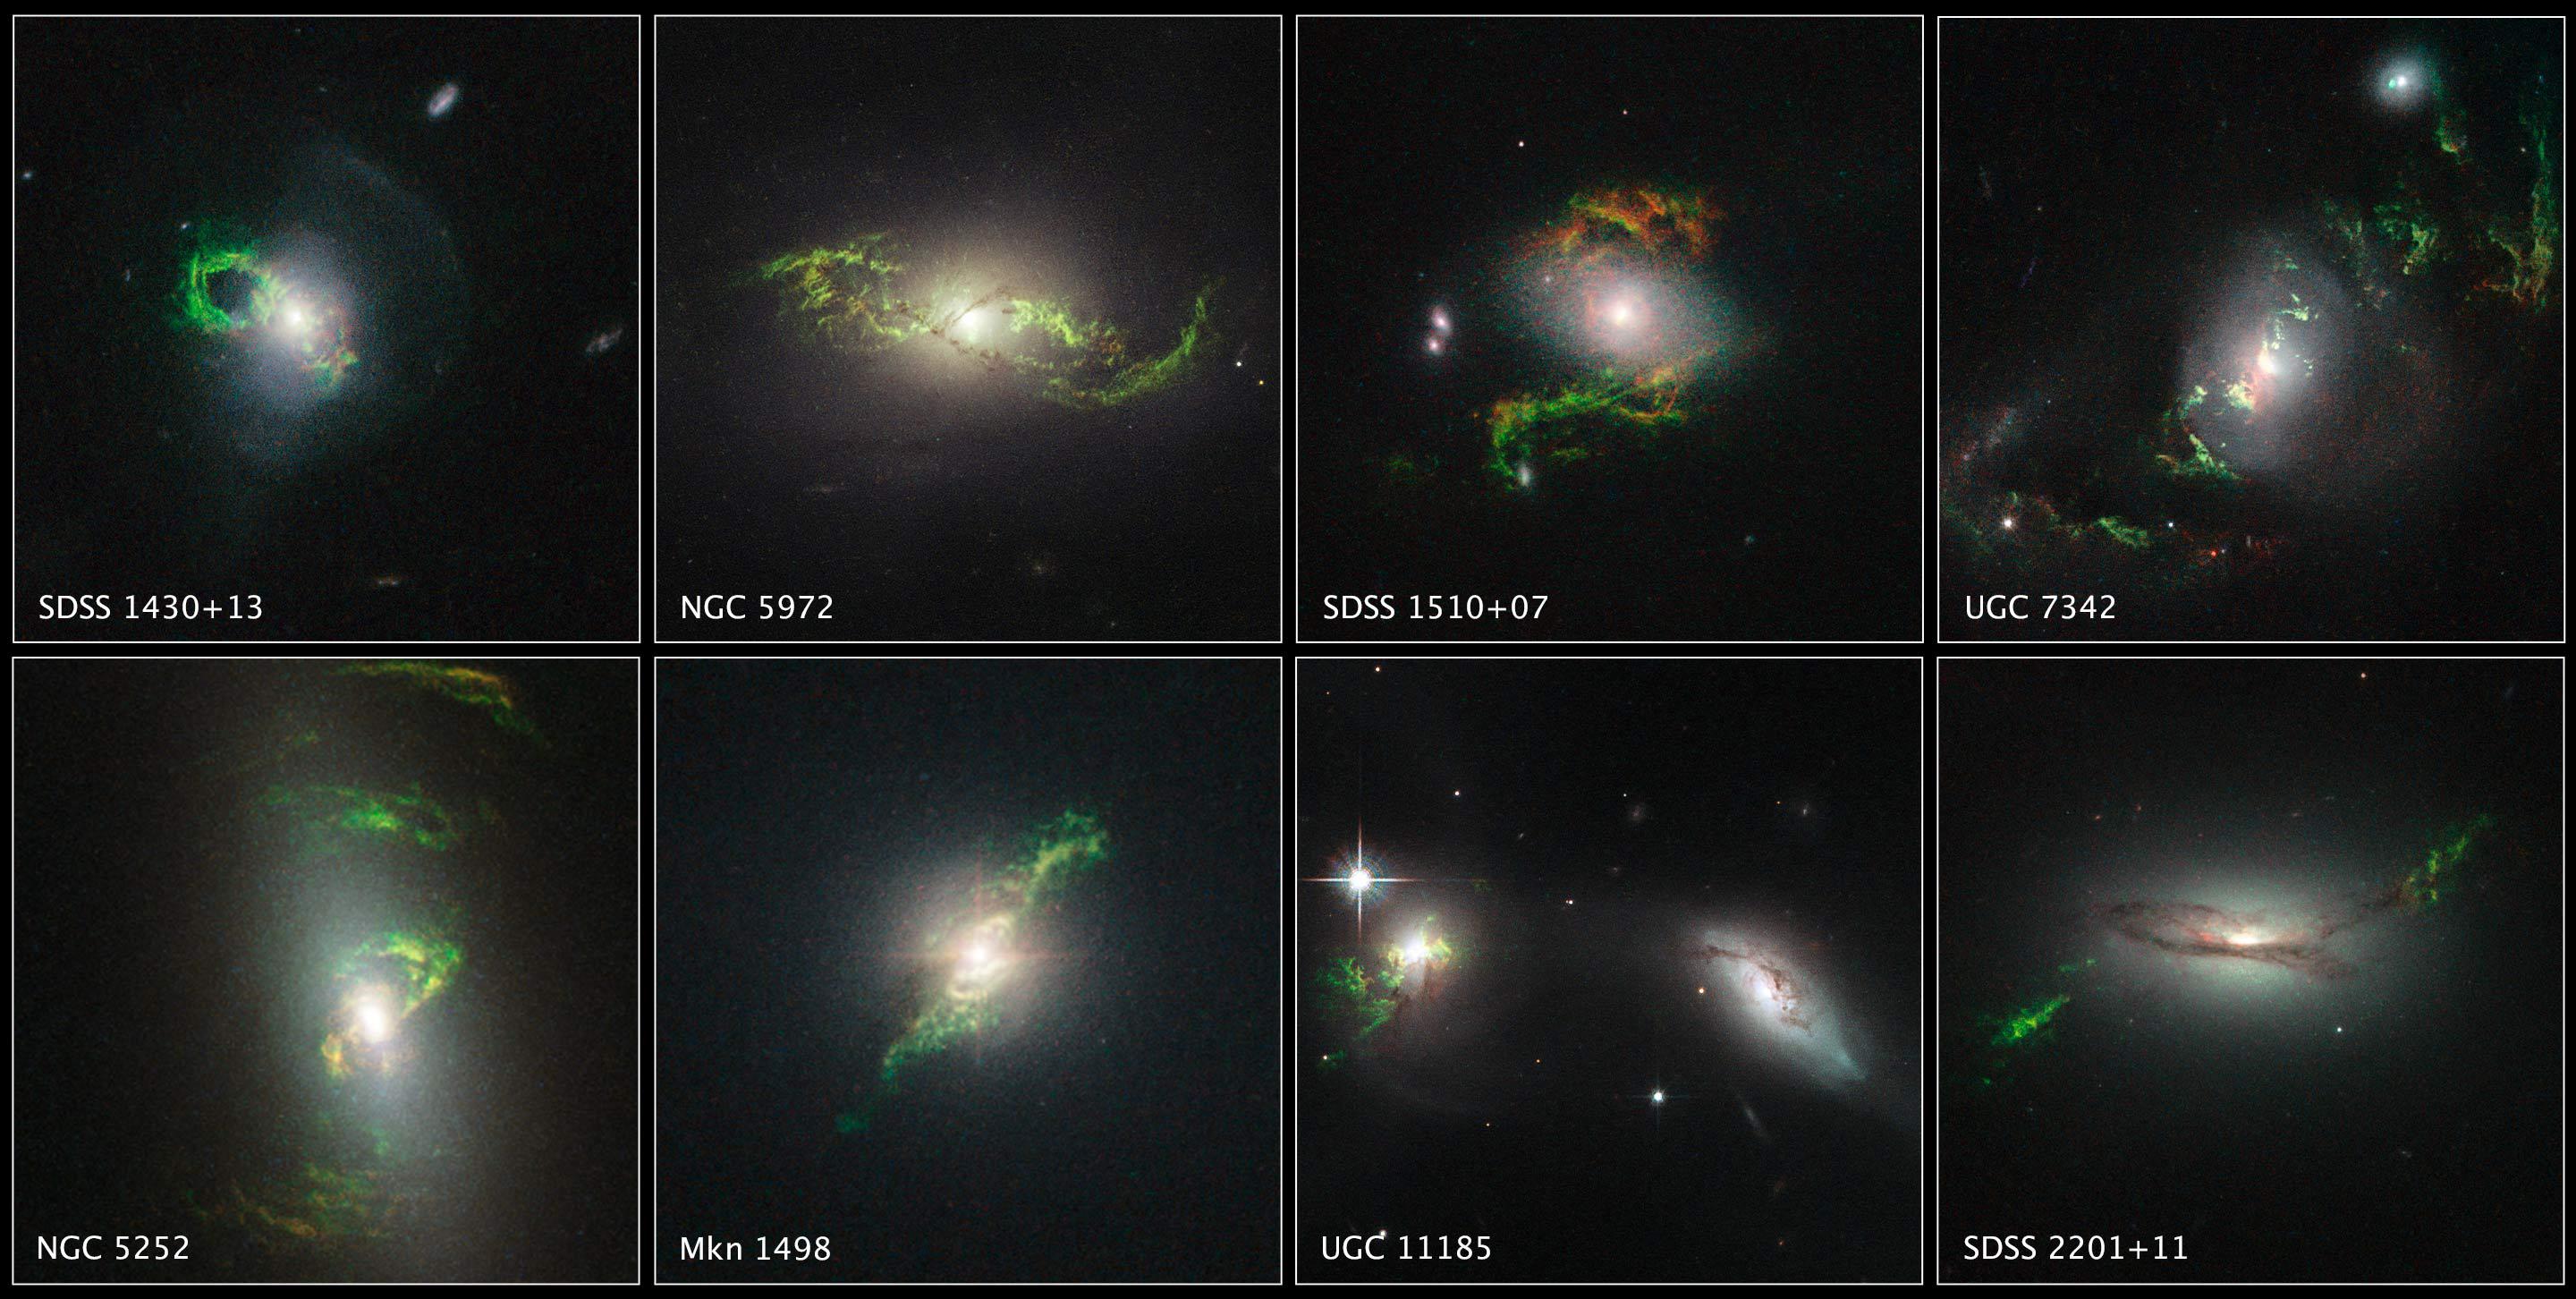 SDSS 1430+13
NGC 5972
SDSS 1510+07
UGC 7342
NGC 5252
Mkn 1498
UGC 11185
SDSS 2201+11